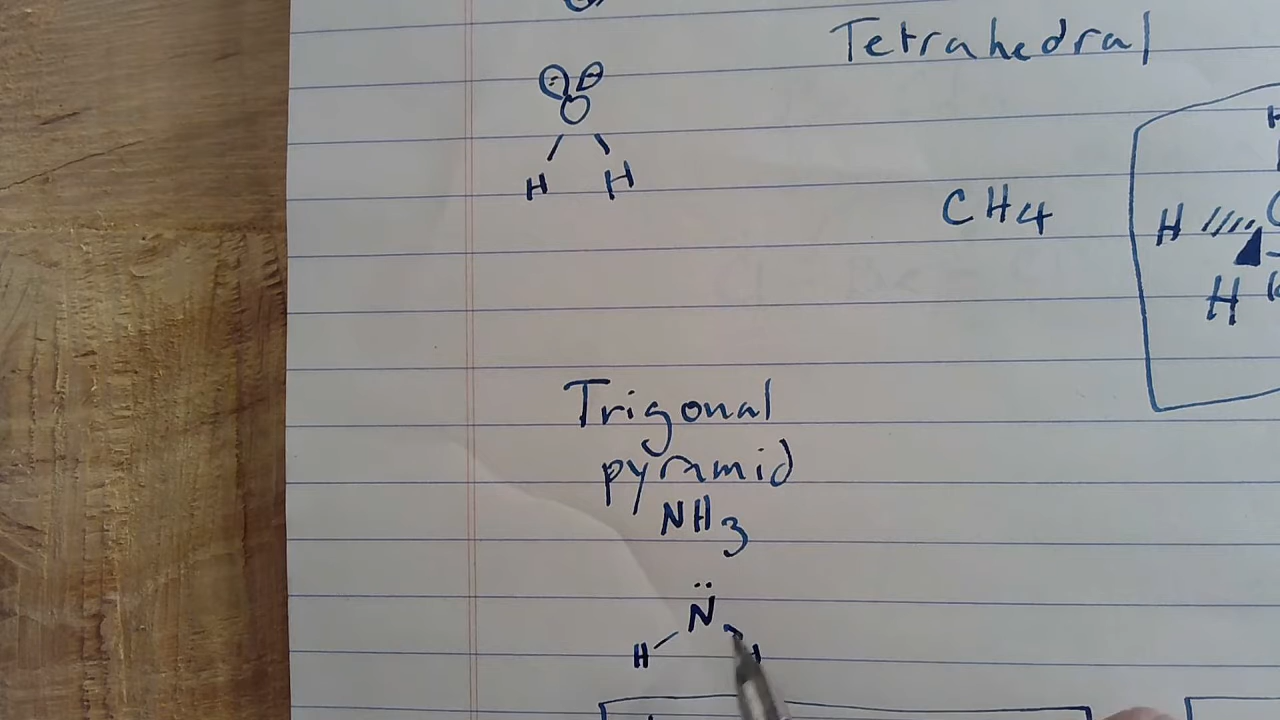 Tetrahedral
O
H H
CH4
H
H
Trigonal
pyramid
NH3
N
H H